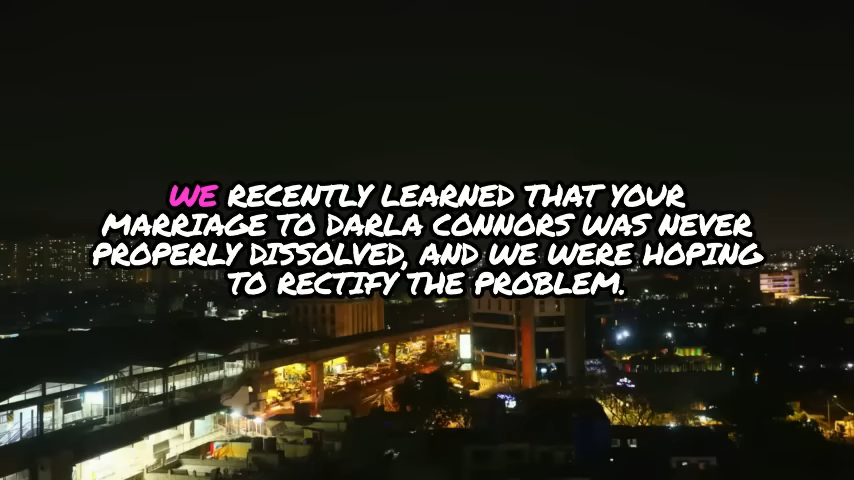 WE RECENTLY LEARNED THAT YOUR
MARRIAGE TO DARLA CONNORS WAS NEVER
PROPERLY DISSOLVED, AND WE WERE HOPING
TO RECTIFY THE PROBLEM.